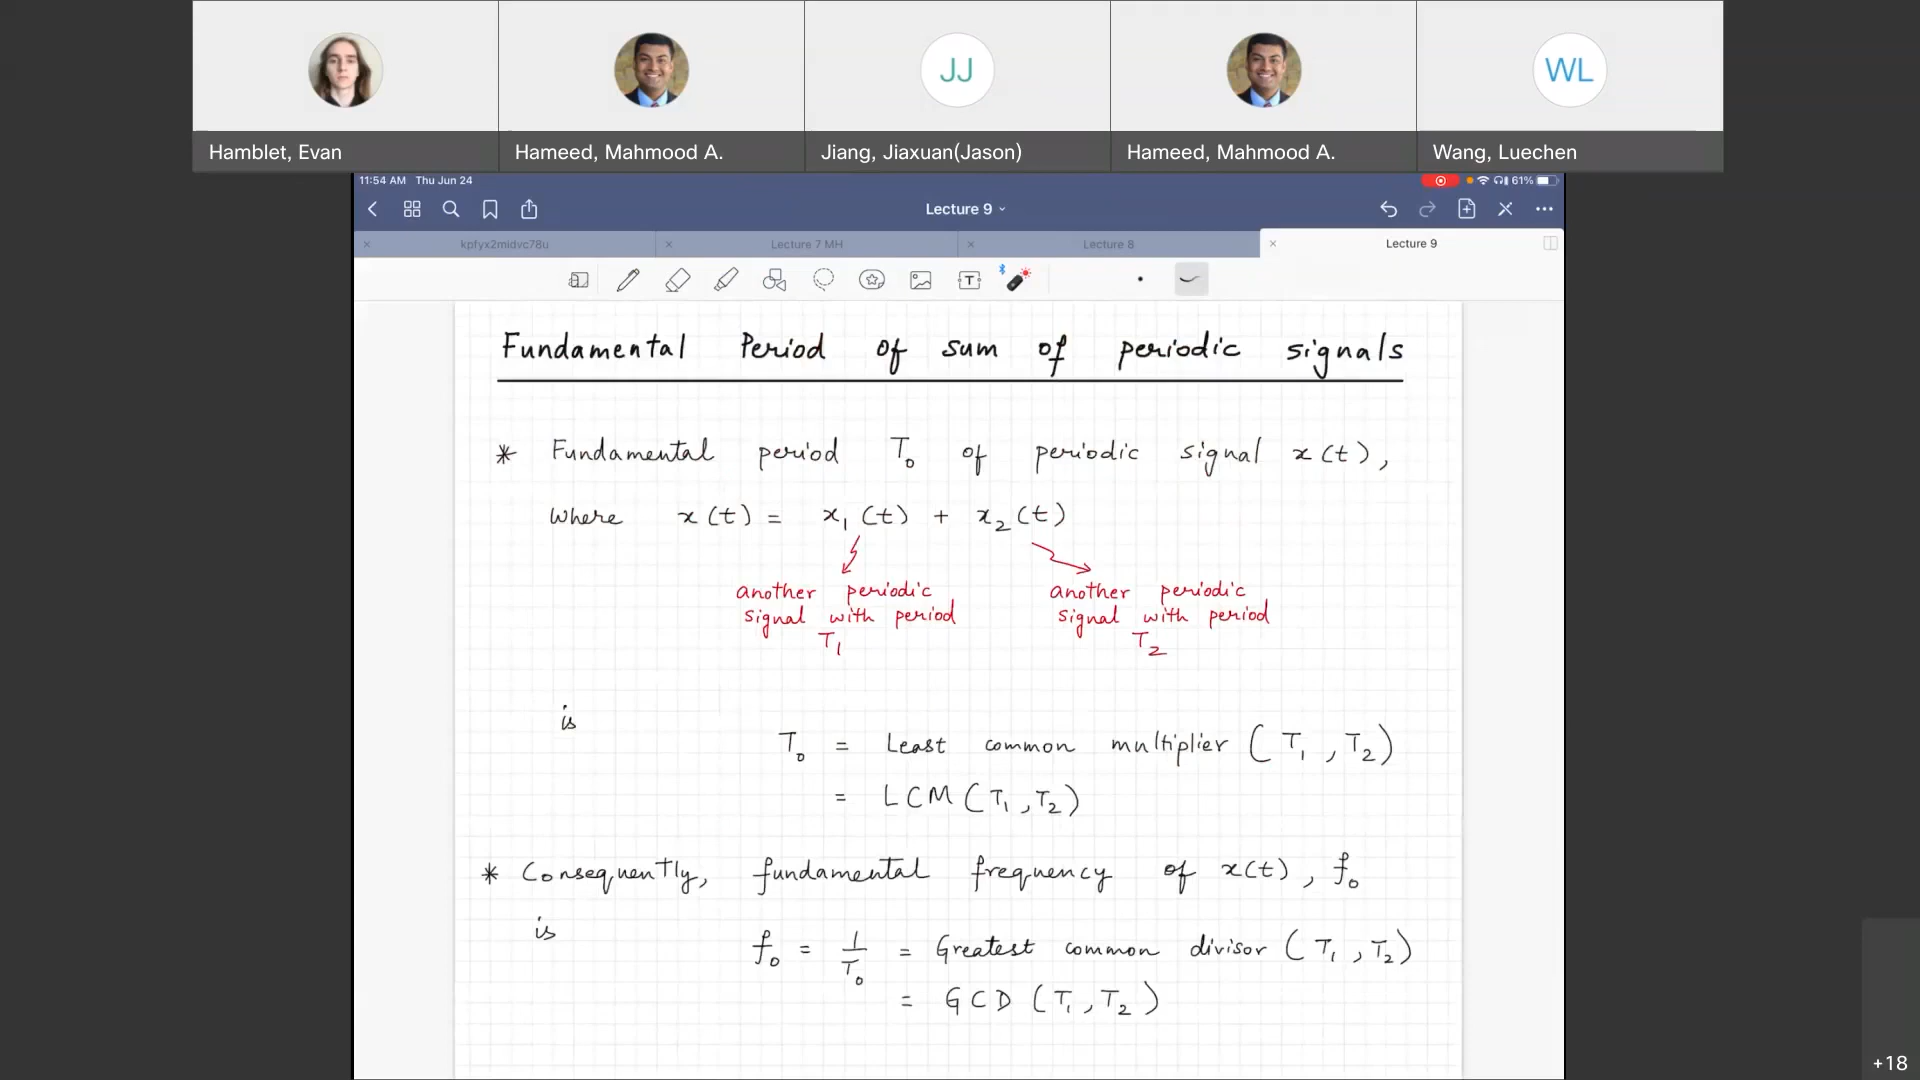 JJ
WL
Hamblet, Evan
Hameed, Mahmood A.
Jiang, Jiaxuan(Jason)
Hameed, Mahmood A.
Wang, Luechen
11:54 AM Thu Jun 24
61%
Lecture 9
kpfyx2midvc78u
Lecture 7 MH
Lecture 8
Lecture 9
T
Fundamental Period of sum of periodic signals
* Fundamental period T₀ of periodic signal x(t),
where x(t) = x₁(t) + x₂(t)
another periodic
signal with period
T₁
another periodic
signal with period
T₂
is
T₀ = Least common multiplier (T₁, T₂)
= LCM (T₁, T₂)
* Consequently, fundamental frequency of x(t), f₀
is
f₀ = 1/T₀ = Greatest common divisor (T₁, T₂)
= GCD (T₁, T₂)
+18